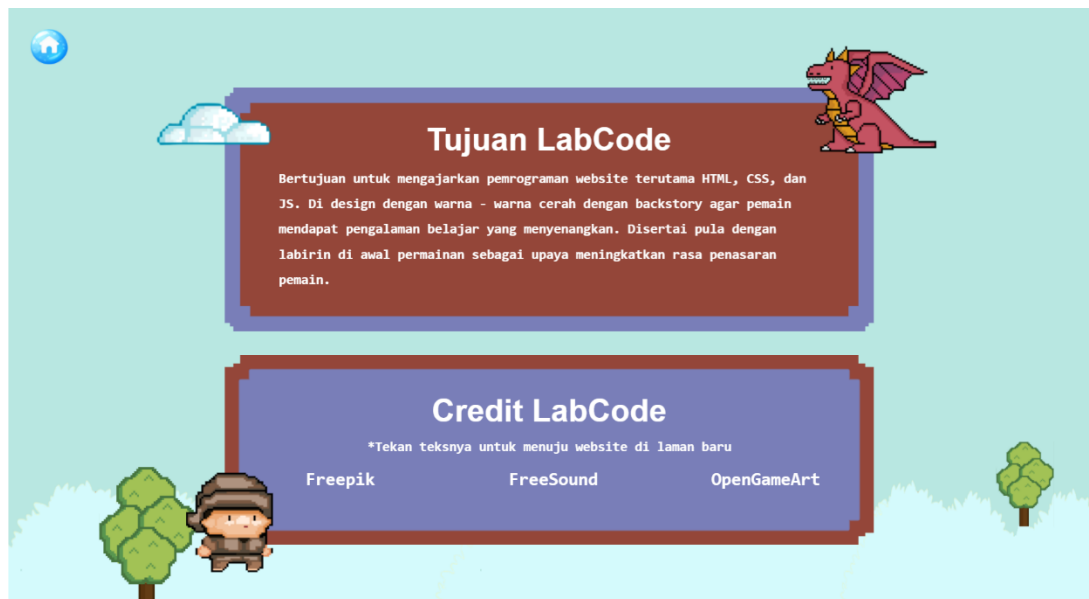 Tujuan LabCode
Bertujuan untuk mengajarkan pemrograman website terutama HTML, CSS, dan
JS. Di design dengan warna - warna cerah dengan backstory agar pemain
mendapat pengalaman belajar yang menyenangkan. Disertai pula dengan
labirin di awal permainan sebagai upaya meningkatkan rasa penasaran
pemain.
Credit LabCode
*Tekan teksnya untuk menuju website di laman baru
Freepik FreeSound OpenGameArt